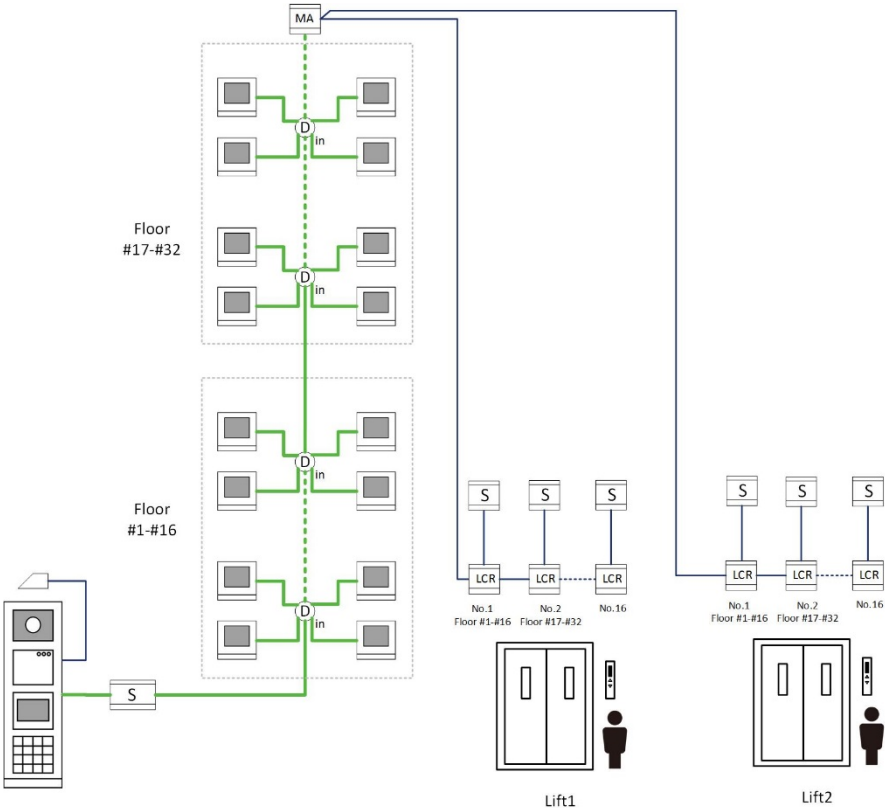 MA
D
in
Floor
#17-#32
D
in
D
in
Floor
#1-#16
D
in
S
S
S
S
LCR
LCR
LCR
No.1
Floor #1-#16
No.2
Floor #17-#32
No.16
Lift1
S
S
S
LCR
LCR
LCR
No.1
Floor #1-#16
No.2
Floor #17-#32
No.16
Lift2